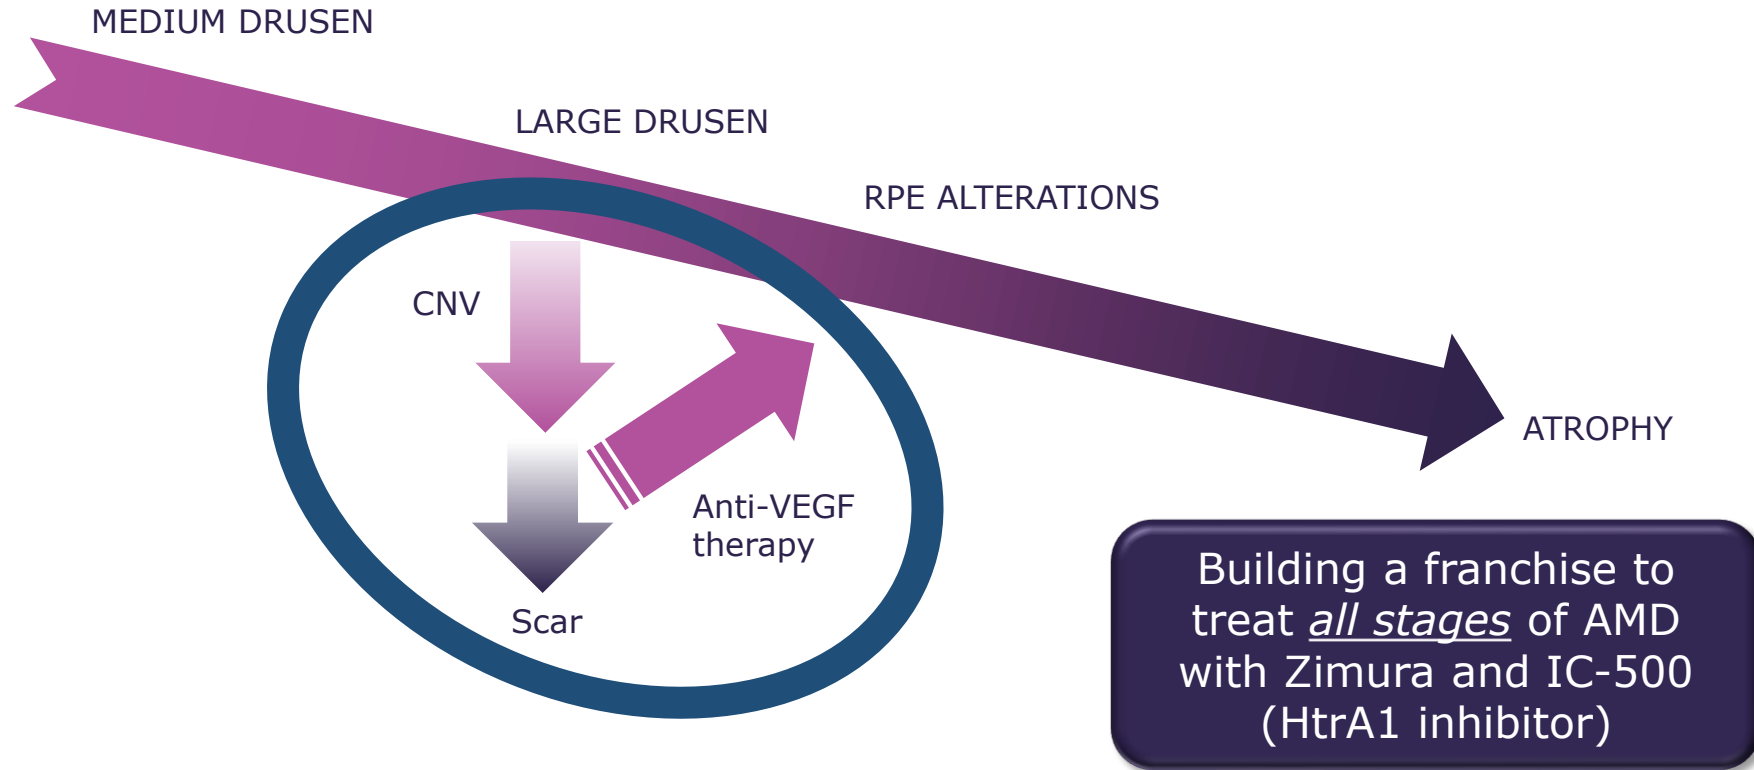 MEDIUM DRUSEN
LARGE DRUSEN
RPE ALTERATIONS
CNV
ATROPHY
Anti-VEGF
therapy
Scar
Building a franchise to
treat all stages of AMD
with Zimura and IC-500
(HtrA1 inhibitor)